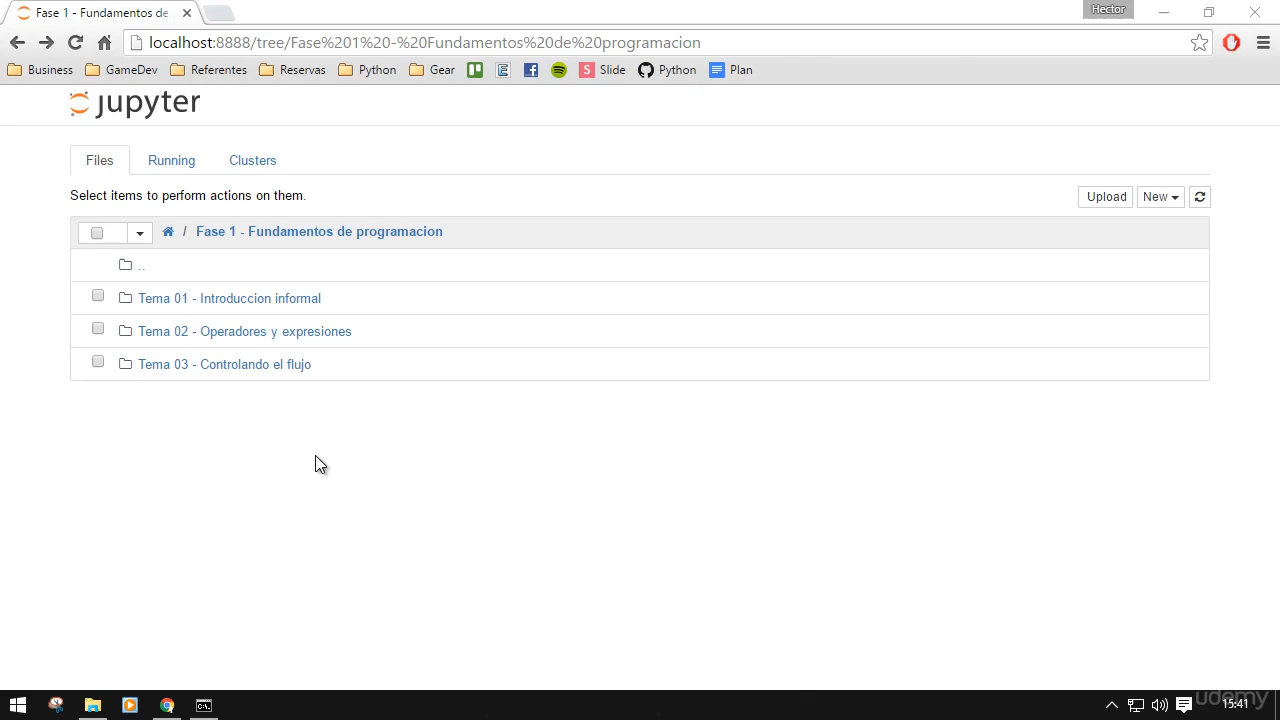 Fase 1 - Fundamentos de
Hector
localhost:8888/tree/Fase%201%20-%20Fundamentos%20de%20programacion
Business GameDev Referentes Reservas Python Gear Slide Python Plan
jupyter
Files Running Clusters
Select items to perform actions on them.
Upload New
/ Fase 1 - Fundamentos de programacion
..
Tema 01 - Introduccion informal
Tema 02 - Operadores y expresiones
Tema 03 - Controlando el flujo
15:41
udemy